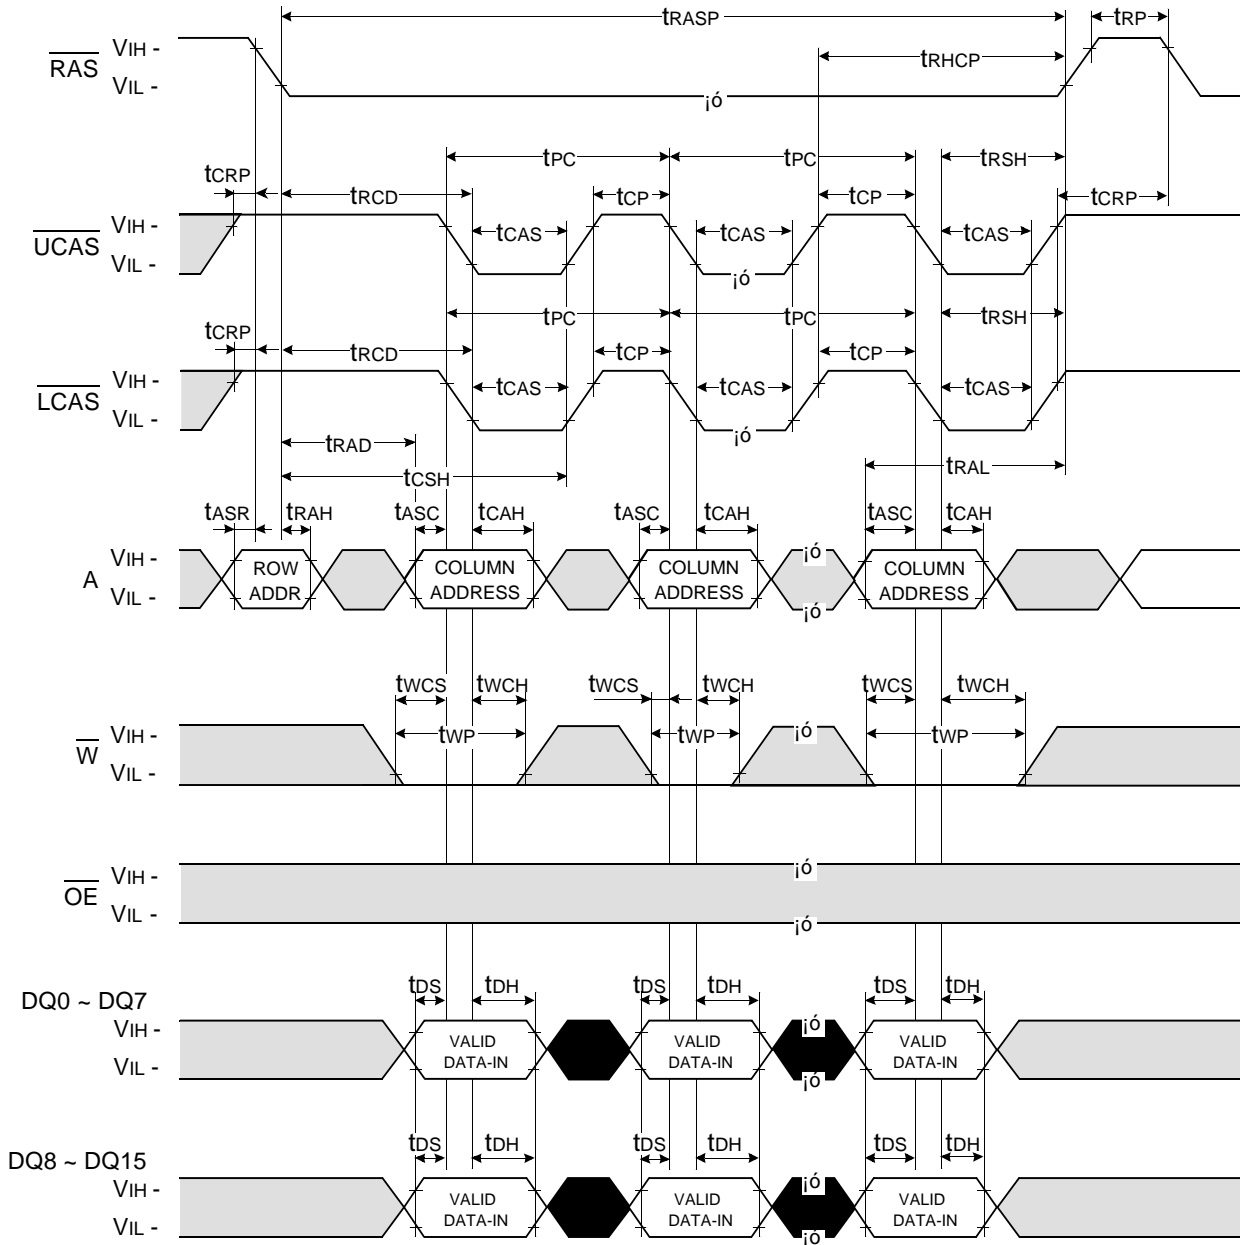 tRASP
tRP
tRHCP
RAS
VIH -
VIL -
¡ó
tPC tPC tRSH
tCRP
tRCD tCP tCP tCRP
UCAS
VIH -
VIL -
tCAS tCAS tCAS
¡ó
tPC tPC tRSH
tCRP
tRCD tCP tCP
LCAS
VIH -
VIL -
tCAS tCAS tCAS
¡ó
tRAD
tCSH
tRAL
tASR tRAH tASC tCAH tASC tCAH tASC tCAH
A
VIH -
VIL -
ROW
ADDR
COLUMN
ADDRESS
COLUMN
ADDRESS
¡ó
¡ó
COLUMN
ADDRESS
tWCS tWCH tWCS tWCH tWCS tWCH
W
VIH -
VIL -
tWP tWP ¡ó tWP
OE
VIH -
VIL -
¡ó
¡ó
tDS tDH tDS tDH tDS tDH
DQ0 ~ DQ7
VIH -
VIL -
VALID
DATA-IN
VALID
DATA-IN
¡ó
¡ó
VALID
DATA-IN
tDS tDH tDS tDH tDS tDH
DQ8 ~ DQ15
VIH -
VIL -
VALID
DATA-IN
VALID
DATA-IN
¡ó
¡ó
VALID
DATA-IN